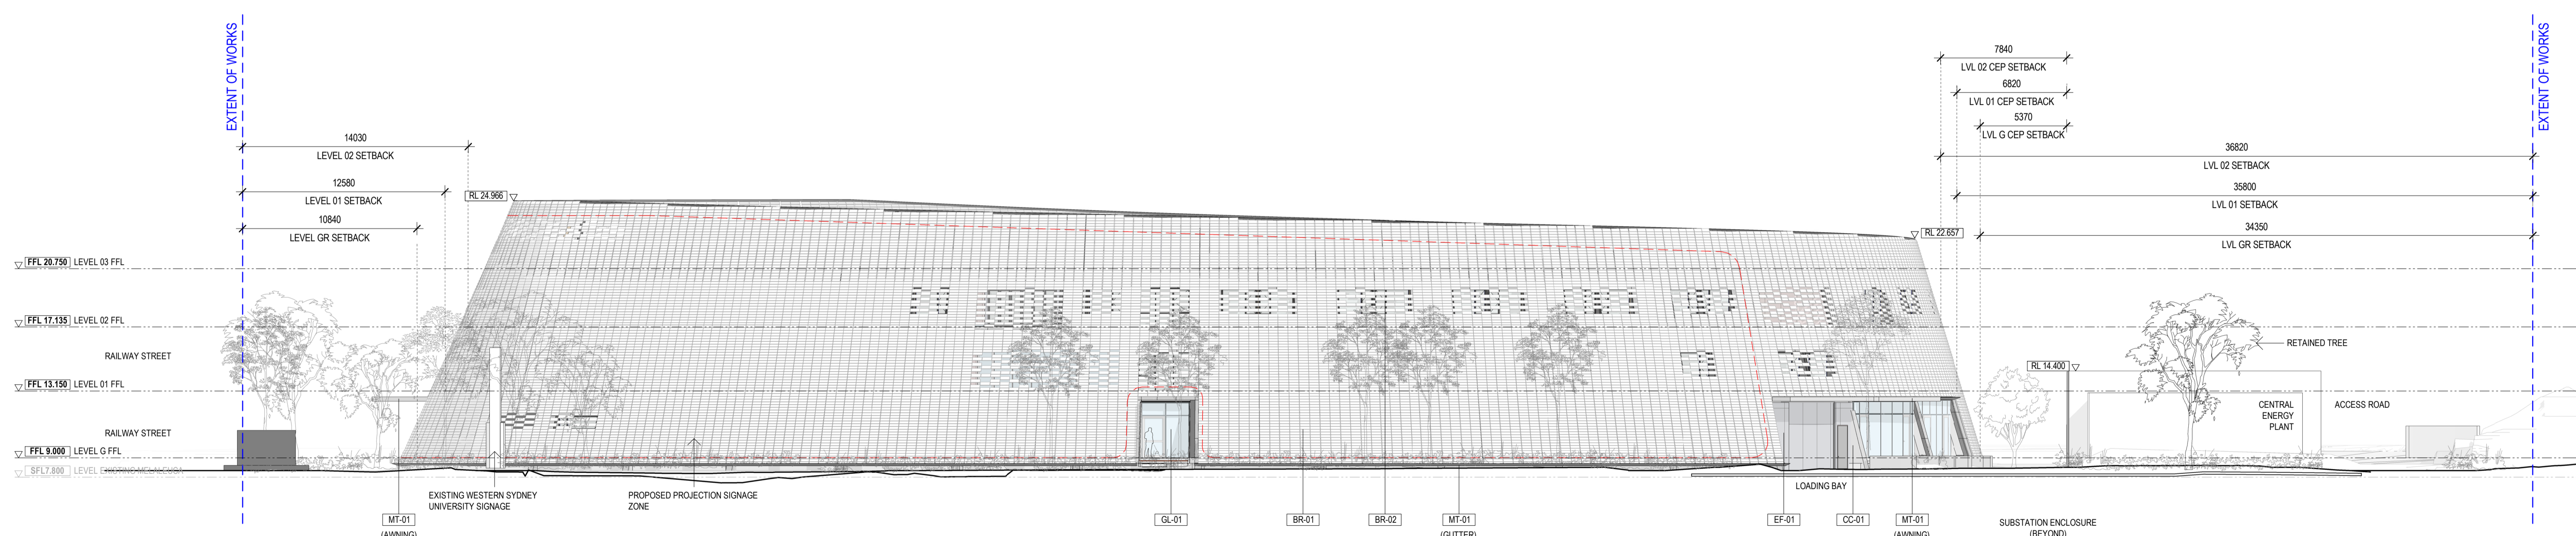 EXTENT OF WORKS
14030
LEVEL 02 SETBACK
12580
LEVEL 01 SETBACK
10840
LEVEL GR SETBACK
RL 24.966
7840
LVL 02 CEP SETBACK
6820
LVL 01 CEP SETBACK
5370
LVL G CEP SETBACK
36820
LVL 02 SETBACK
35800
LVL 01 SETBACK
34350
LVL GR SETBACK
EXTENT OF WORKS
RL 22.657
FFL 20.750 LEVEL 03 FFL
FFL 17.135 LEVEL 02 FFL
RAILWAY STREET
FFL 13.150 LEVEL 01 FFL
RAILWAY STREET
FFL 9.000 LEVEL G FFL
SFL7.800 LEVEL EXISTING MELALEUCA
RETAINED TREE
RL 14.400
CENTRAL
ENERGY
PLANT
ACCESS ROAD
EXISTING WESTERN SYDNEY
UNIVERSITY SIGNAGE
PROPOSED PROJECTION SIGNAGE
ZONE
LOADING BAY
MT-01
(AWNING)
GL-01
BR-01
BR-02
MT-01
(GUTTER)
EF-01
CC-01
MT-01
(AWNING)
SUBSTATION ENCLOSURE
(BEYOND)